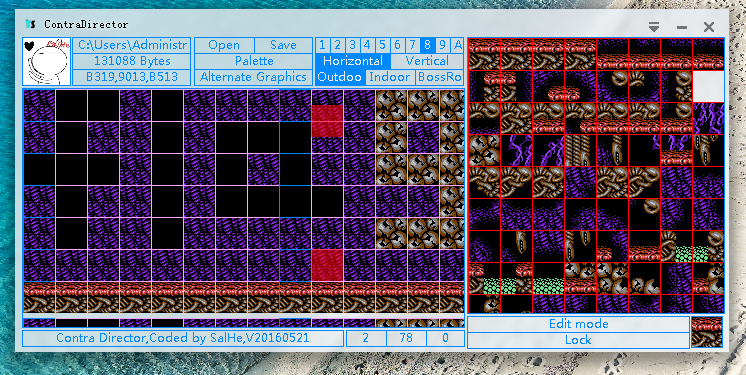 ContraDirector
C:\Users\Administr
131088 Bytes
B319,9013,B513
Open Save
Palette
Alternate Graphics
1 2 3 4 5 6 7 8 9 A
Horizontal Vertical
Outdoo Indoor BossRo
Contra Director,Coded by SalHe,V20160521 2 78 0
Edit mode
Lock